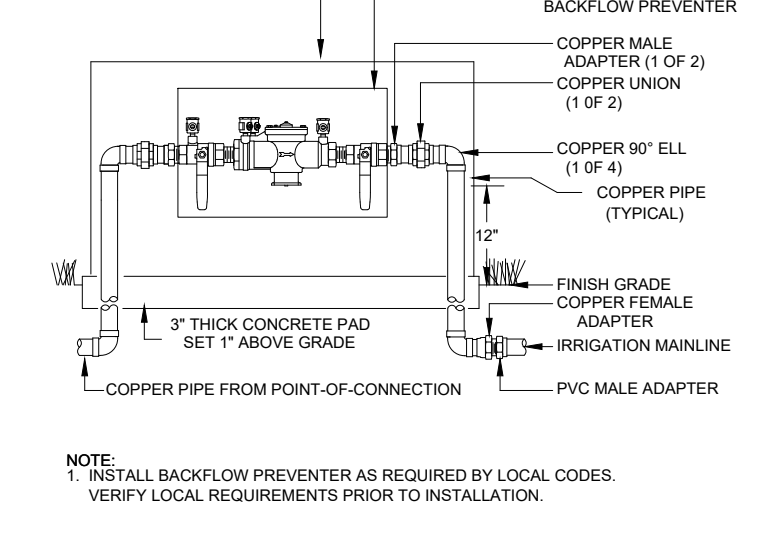 BACKFLOW PREVENTER
COPPER MALE
ADAPTER (1 OF 2)
COPPER UNION
(1 0F 2)
COPPER 90° ELL
(1 0F 4)
COPPER PIPE
(TYPICAL)
12"
FINISH GRADE
COPPER FEMALE
ADAPTER
3" THICK CONCRETE PAD
SET 1" ABOVE GRADE
IRRIGATION MAINLINE
COPPER PIPE FROM POINT-OF-CONNECTION
PVC MALE ADAPTER
NOTE:
1. INSTALL BACKFLOW PREVENTER AS REQUIRED BY LOCAL CODES.
VERIFY LOCAL REQUIREMENTS PRIOR TO INSTALLATION.